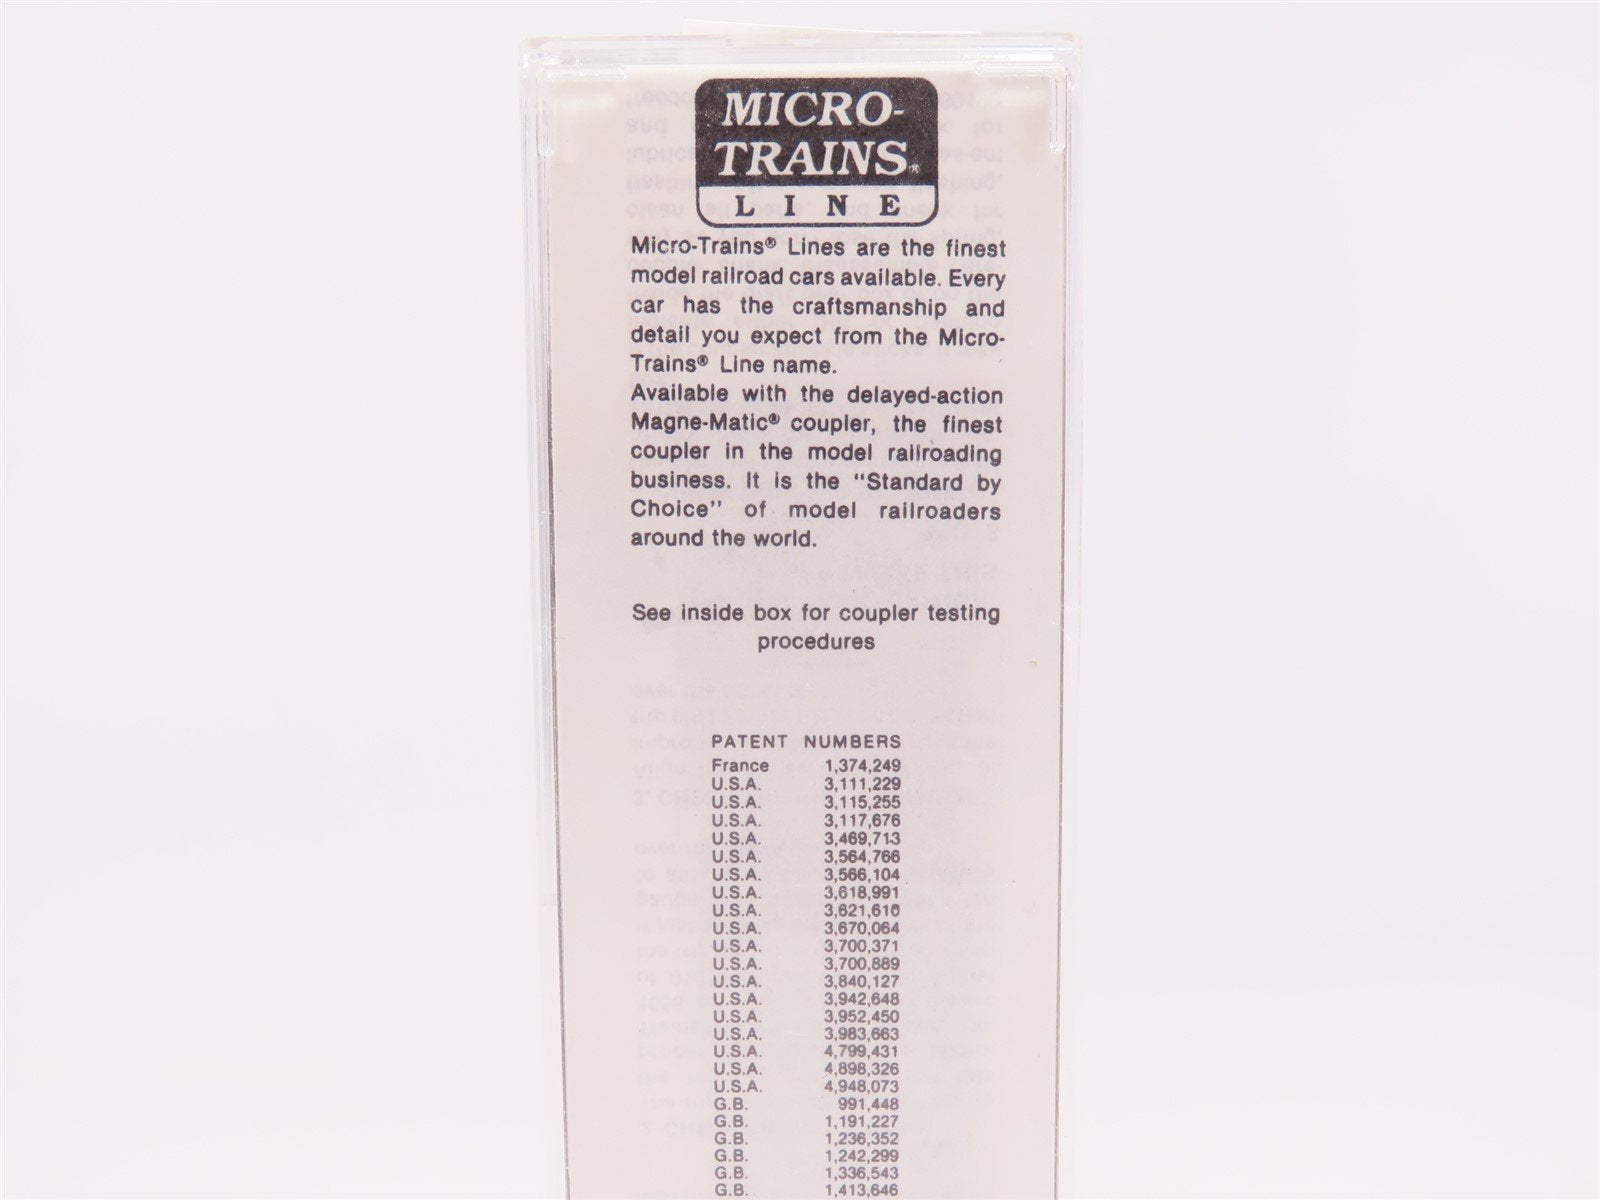 MICRO-
TRAINS®
LINE
Micro-Trains® Lines are the finest
model railroad cars available. Every
car has the craftsmanship and
detail you expect from the Micro-
Trains® Line name.
Available with the delayed-action
Magne-Matic® coupler, the finest
coupler in the model railroading
business. It is the "Standard by
Choice" of model railroaders
around the world.
See inside box for coupler testing
procedures
PATENT NUMBERS
France 1,374,249
U.S.A. 3,111,229
U.S.A. 3,115,255
U.S.A. 3,117,676
U.S.A. 3,469,713
U.S.A. 3,564,766
U.S.A. 3,566,104
U.S.A. 3,618,991
U.S.A. 3,621,610
U.S.A. 3,670,064
U.S.A. 3,700,371
U.S.A. 3,700,889
U.S.A. 3,840,127
U.S.A. 3,942,648
U.S.A. 3,952,450
U.S.A. 3,983,663
U.S.A. 4,799,431
U.S.A. 4,898,326
U.S.A. 4,948,073
G.B. 991,448
G.B. 1,191,227
G.B. 1,236,352
G.B. 1,242,299
G.B. 1,336,543
G.B. 1,413,646